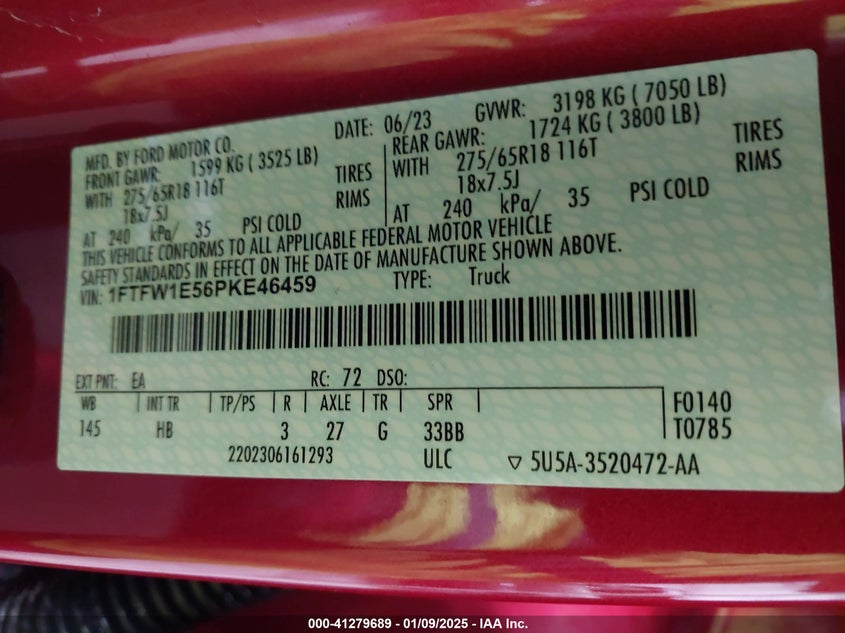 MFD. BY FORD MOTOR CO.
DATE: 06/23 GVWR: 3198 KG ( 7050 LB)
FRONT GAWR: 1599 KG ( 3525 LB)
REAR GAWR: 1724 KG ( 3800 LB)
WITH 275/65R18 116T TIRES
WITH 275/65R18 116T TIRES
18x7.5J RIMS
18x7.5J RIMS
AT 240 kPa/ 35 PSI COLD
AT 240 kPa/ 35 PSI COLD
THIS VEHICLE CONFORMS TO ALL APPLICABLE FEDERAL MOTOR VEHICLE
SAFETY STANDARDS IN EFFECT ON THE DATE OF MANUFACTURE SHOWN ABOVE.
VIN: 1FTFW1E56PKE46459 TYPE: Truck
EXT PNT: EA RC: 72 DSO:
WB INT TR TP/PS R AXLE TR SPR F0140
145 HB 3 27 G 33BB T0785
2202306161293 ULC ▽ 5U5A-3520472-AA
000-41279689 - 01/09/2025 - IAA Inc.